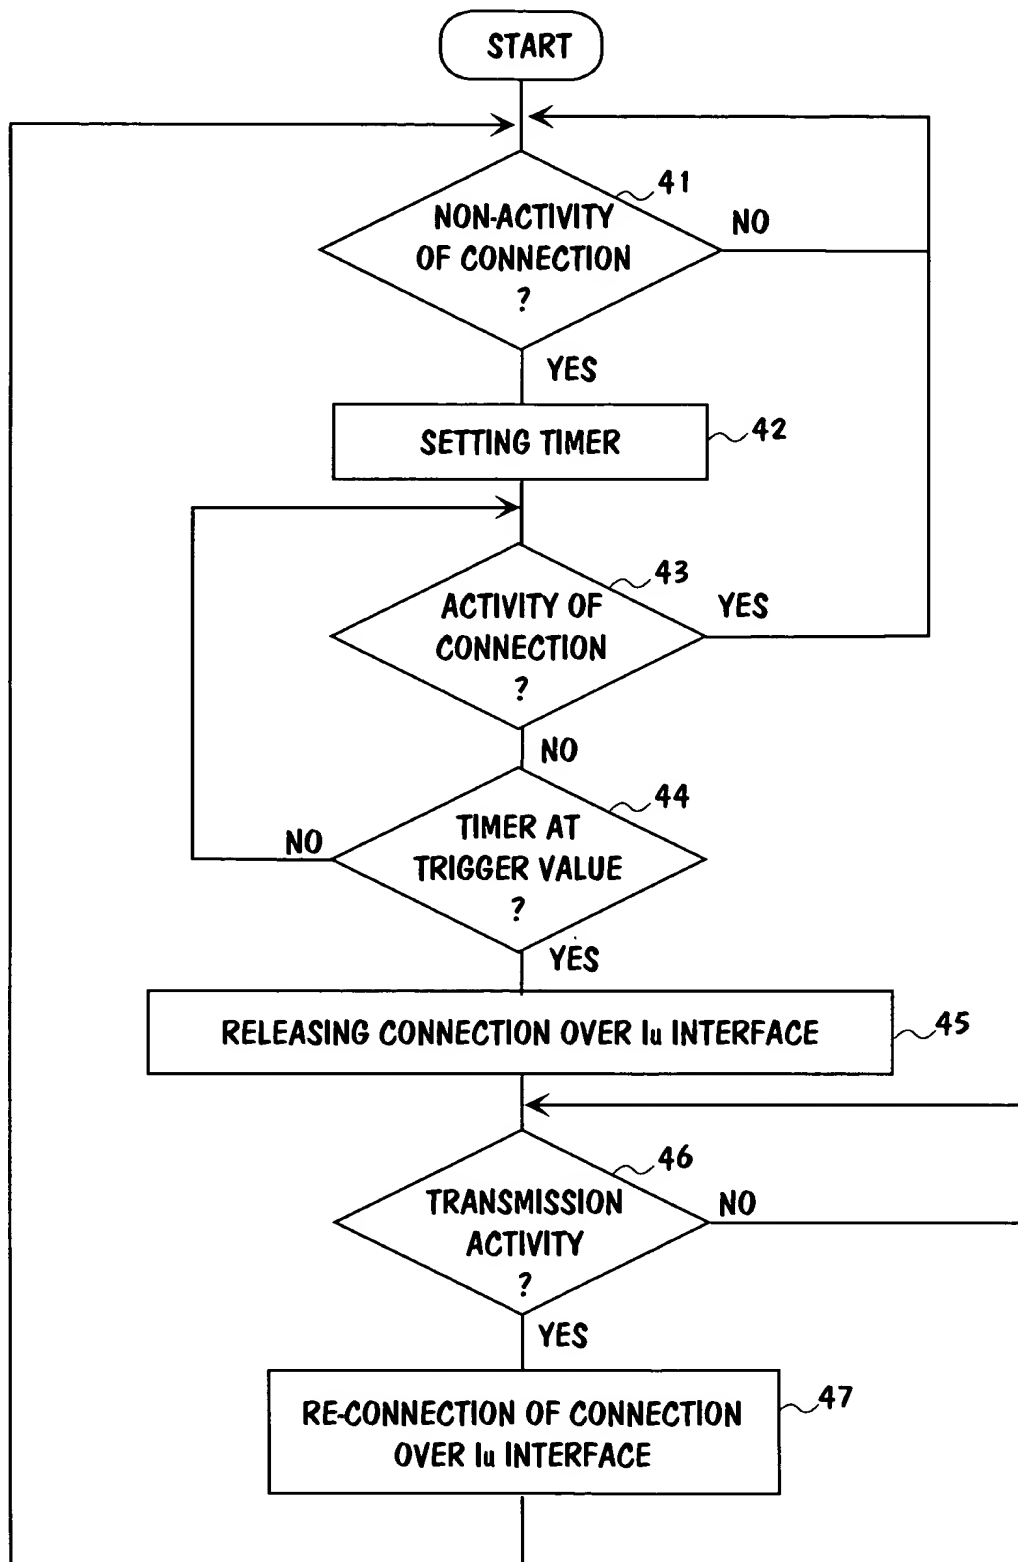 START
41
NON-ACTIVITY
OF CONNECTION
?
NO
YES
SETTING TIMER
42
43
ACTIVITY OF
CONNECTION
?
YES
NO
44
TIMER AT
TRIGGER VALUE
?
NO
YES
RELEASING CONNECTION OVER Iu INTERFACE
45
46
TRANSMISSION
ACTIVITY
?
NO
YES
RE-CONNECTION OF CONNECTION
OVER Iu INTERFACE
47